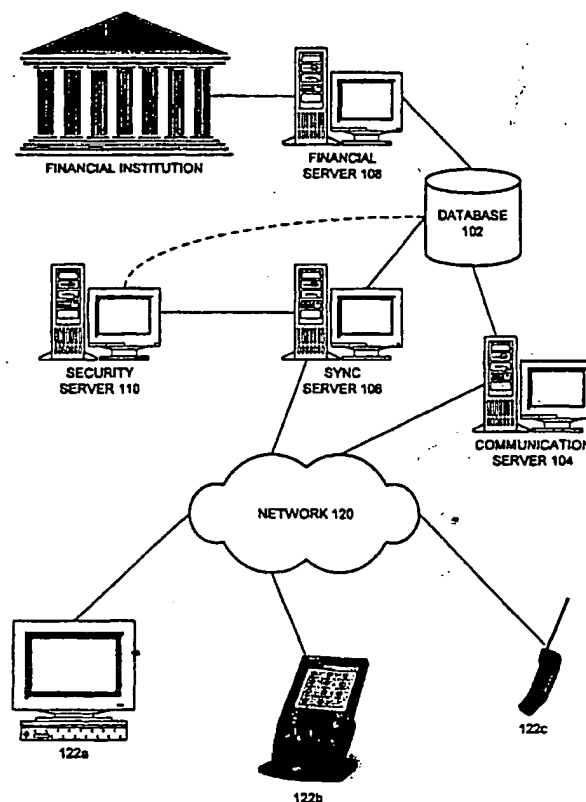 FINANCIAL INSTITUTION
FINANCIAL
SERVER 108
DATABASE
102
SECURITY
SERVER 110
SYNC
SERVER 106
COMMUNICATION
SERVER 104
NETWORK 120
122a
122b
122c